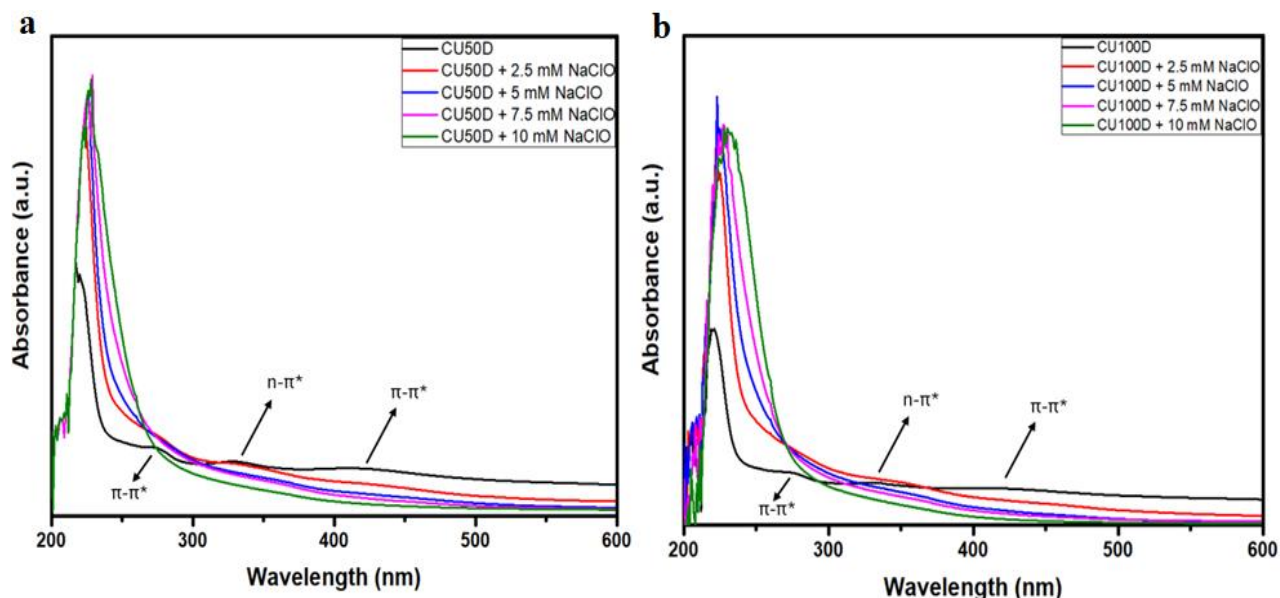 a
CU50D
CU50D + 2.5 mM NaClO
CU50D + 5 mM NaClO
CU50D + 7.5 mM NaClO
CU50D + 10 mM NaClO
n-π*
π-π*
π-π*
Absorbance (a.u.)
200
300
400
500
600
Wavelength (nm)
b
CU100D
CU100D + 2.5 mM NaClO
CU100D + 5 mM NaClO
CU100D + 7.5 mM NaClO
CU100D + 10 mM NaClO
n-π*
π-π*
π-π*
Absorbance (a.u.)
200
300
400
500
600
Wavelength (nm)